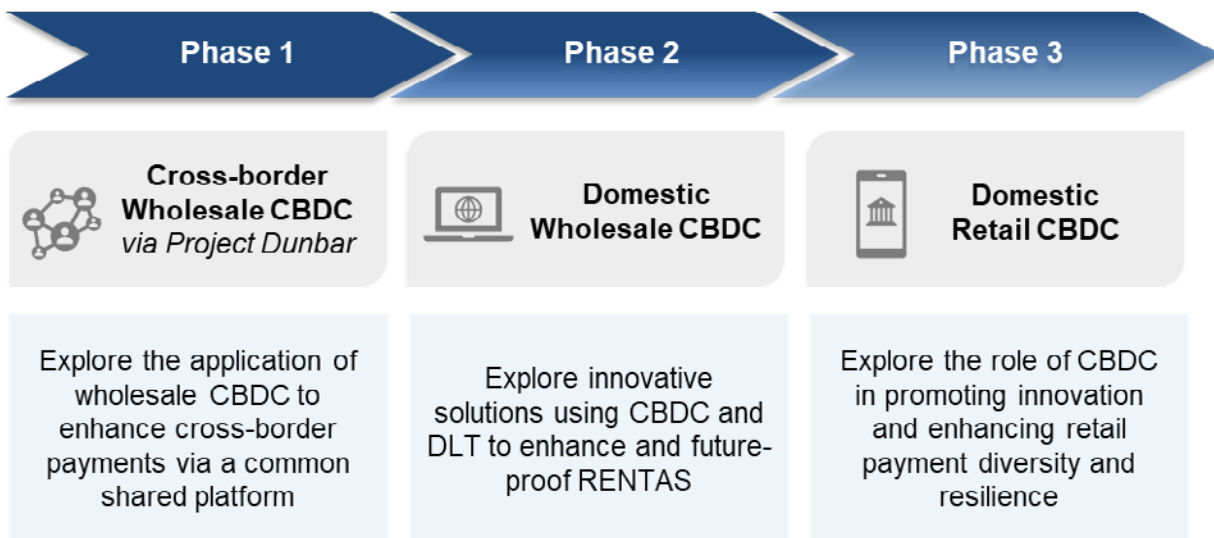 Phase 1
Phase 2
Phase 3
Cross-border
Wholesale CBDC
via Project Dunbar
Domestic
Wholesale CBDC
Domestic
Retail CBDC
Explore the application of
wholesale CBDC to
enhance cross-border
payments via a common
shared platform
Explore innovative
solutions using CBDC and
DLT to enhance and future-
proof RENTAS
Explore the role of CBDC
in promoting innovation
and enhancing retail
payment diversity and
resilience